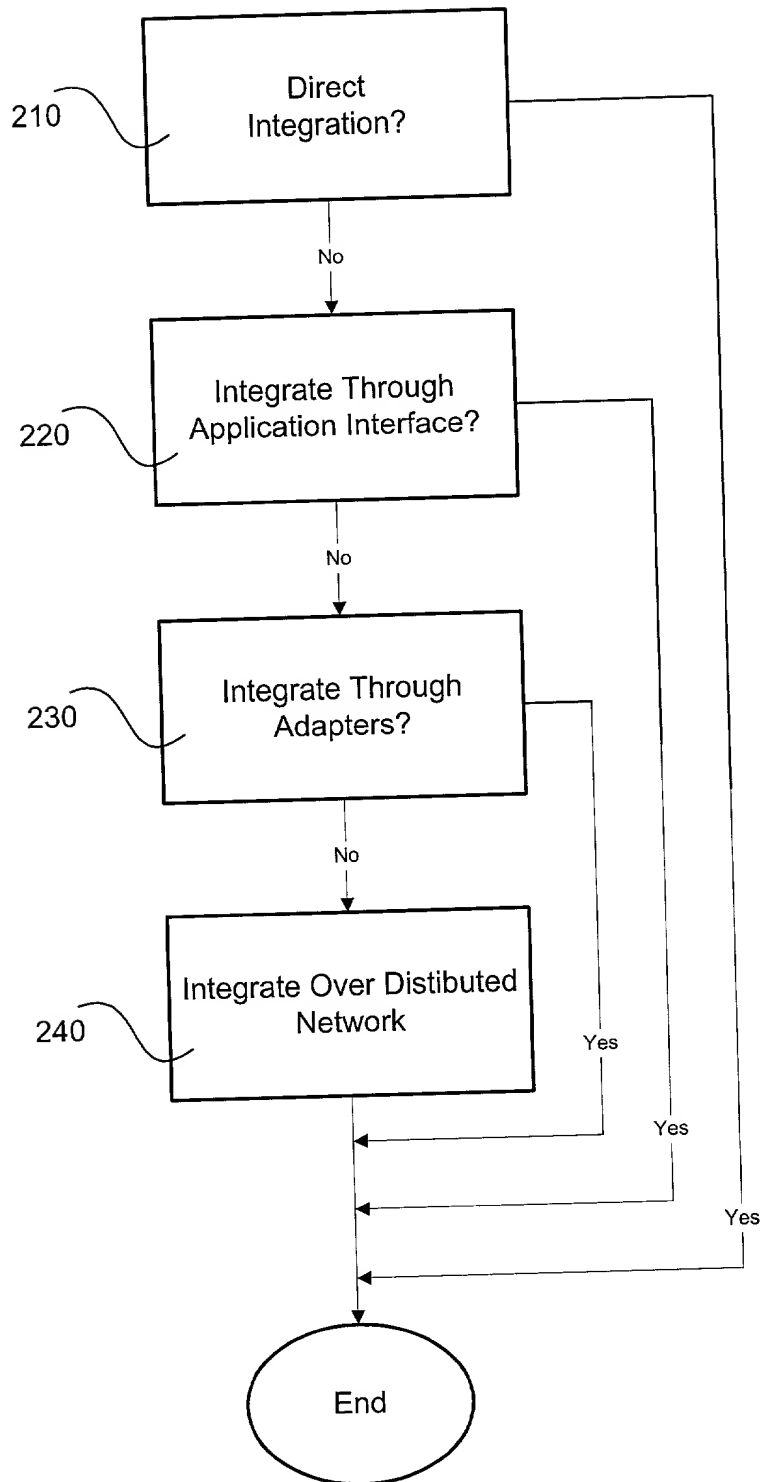 Direct
Integration?
210
No
Integrate Through
Application Interface?
220
No
Integrate Through
Adapters?
230
No
Integrate Over Distibuted
Network
240
Yes
Yes
Yes
End